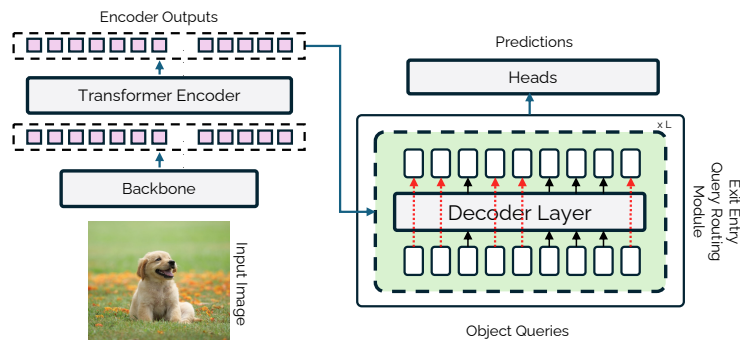 Encoder Outputs
Transformer Encoder
Backbone
Input Image
Predictions
Heads
x L
Decoder Layer
Exit Entry
Query Routing
Module
Object Queries